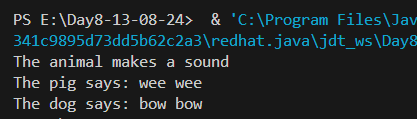 PS E:\Day8-13-08-24>  & 'C:\Program Files\Jav
341c9895d73dd5b62c2a3\redhat.java\jdt_ws\Day8
The animal makes a sound
The pig says: wee wee
The dog says: bow bow